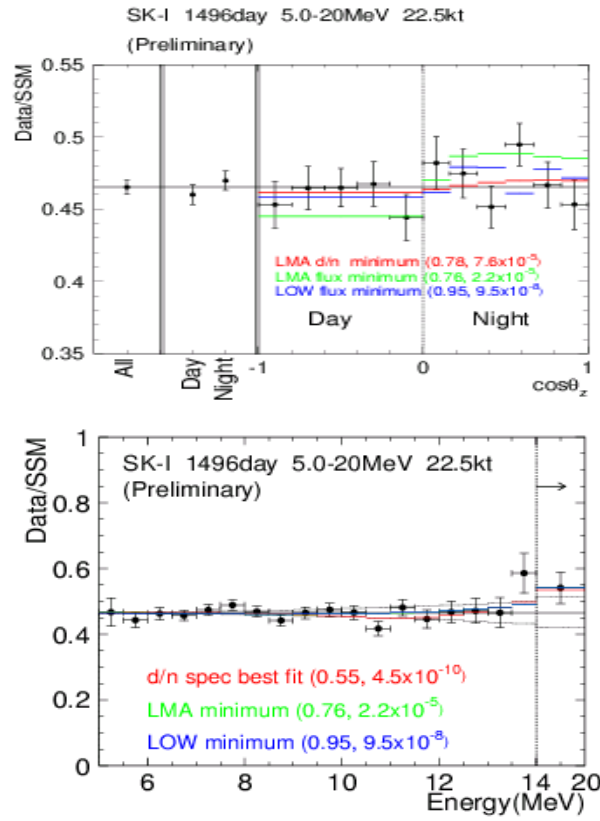 SK-I 1496day 5.0-20MeV 22.5kt
(Preliminary)
Data/SSM
0.55
0.5
0.45
0.4
0.35
LMA d/n minimum (0.78, 7.6x10⁻⁵)
LMA flux minimum (0.76, 2.2x10⁻⁵)
LOW flux minimum (0.95, 9.5x10⁻⁸)
Day Night
All Day Night -1 0 1
cosθz
SK-I 1496day 5.0-20MeV 22.5kt
(Preliminary)
Data/SSM
1
0.8
0.6
0.4
0.2
0
d/n spec best fit (0.55, 4.5x10⁻¹⁰)
LMA minimum (0.76, 2.2x10⁻⁵)
LOW minimum (0.95, 9.5x10⁻⁸)
6 8 10 12 14 20
Energy(MeV)